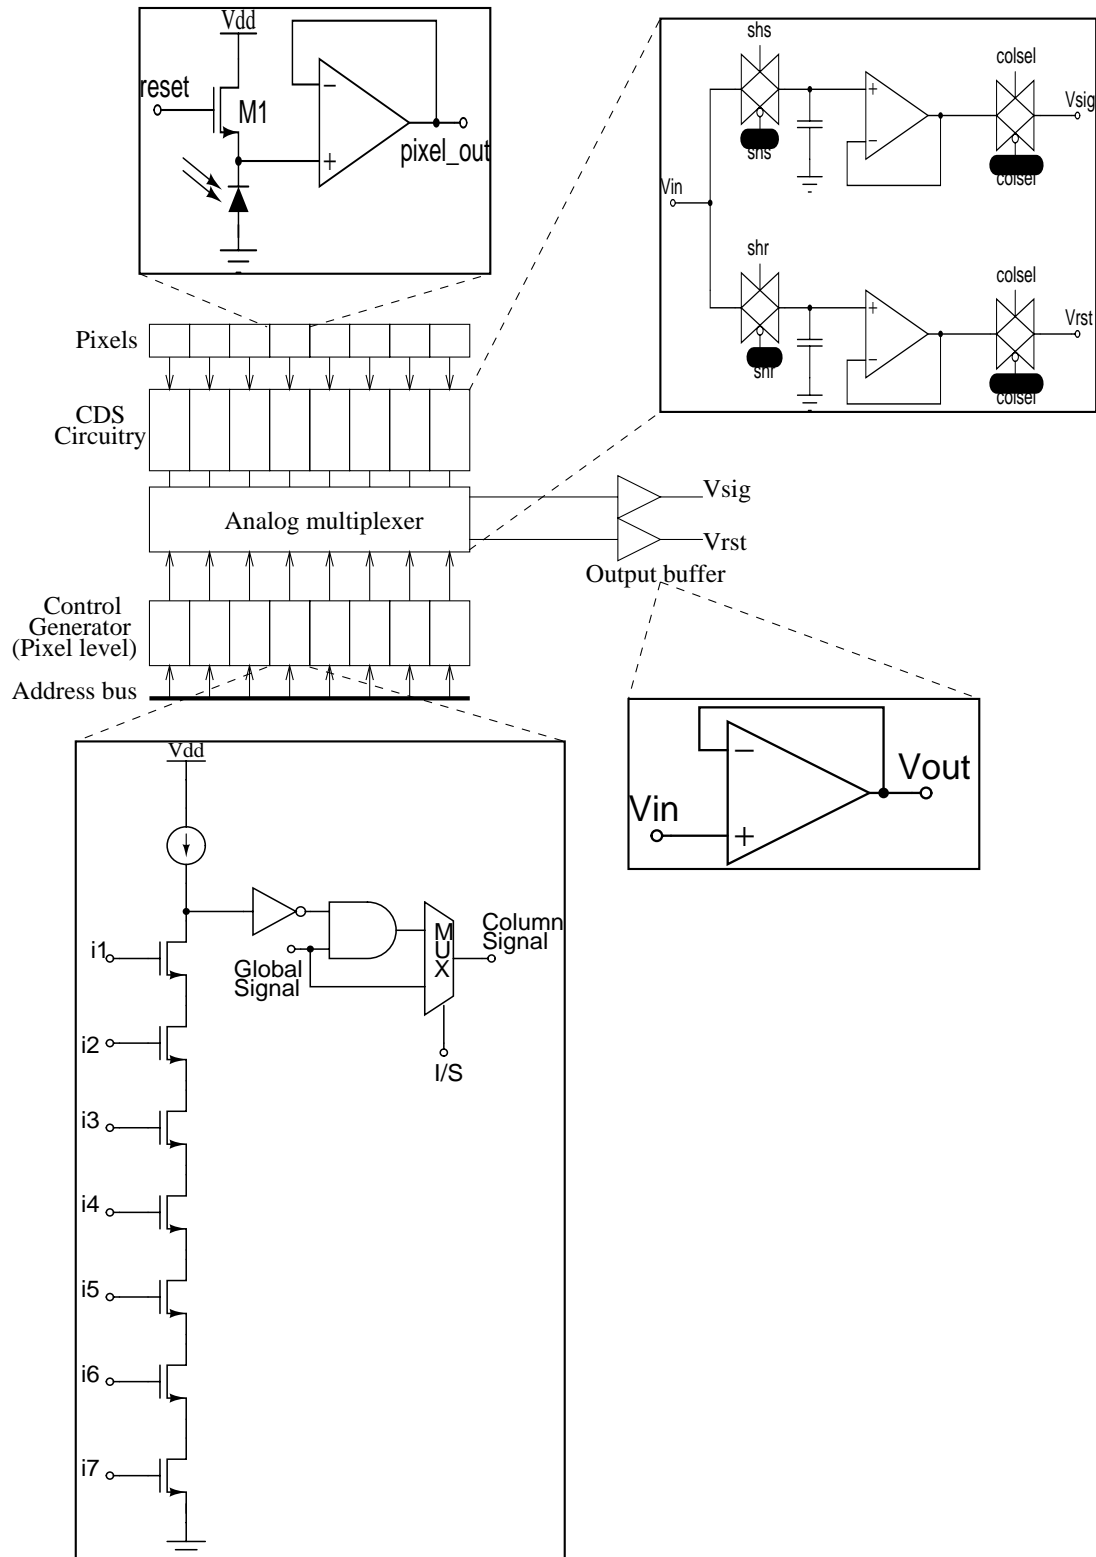 Vdd
reset
M1
−
+
pixel_out
shs
colsel
+
−
Vsig
shs
colsel
Vin
shr
colsel
+
−
Vrst
shr
colsel
Pixels
CDS
Circuitry
Analog multiplexer
Vsig
Vrst
Output buffer
Control
Generator
(Pixel level)
Address bus
−
+
Vin
Vout
Vdd
i1
i2
i3
i4
i5
i6
i7
Global
Signal
MUX
Column
Signal
I/S